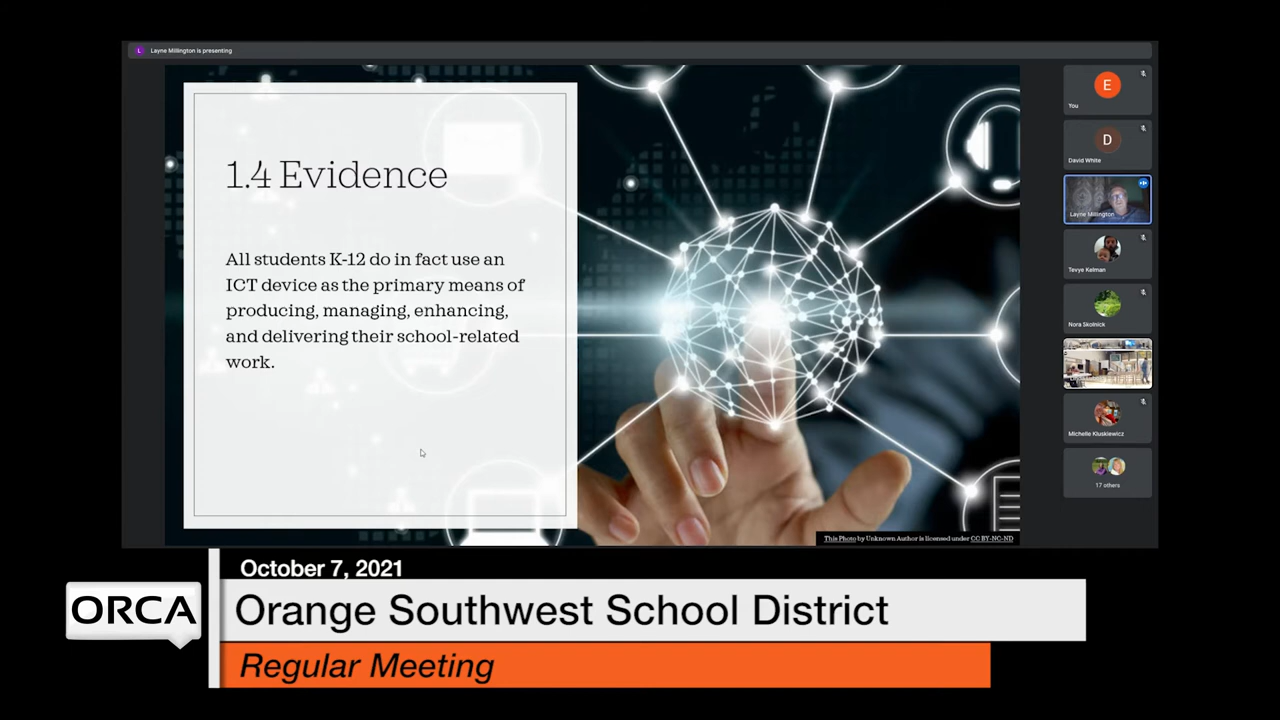 L
Layne Millington is presenting
1.4 Evidence
All students K-12 do in fact use an
ICT device as the primary means of
producing, managing, enhancing,
and delivering their school-related
work.
This Photo by Unknown Author is licensed under CC BY-NC-ND
E
You
D
David White
Layne Millington
Tevye Kelman
Nora Skolnick
Michelle Kluskiewicz
17 others
October 7, 2021
ORCA
Orange Southwest School District
Regular Meeting